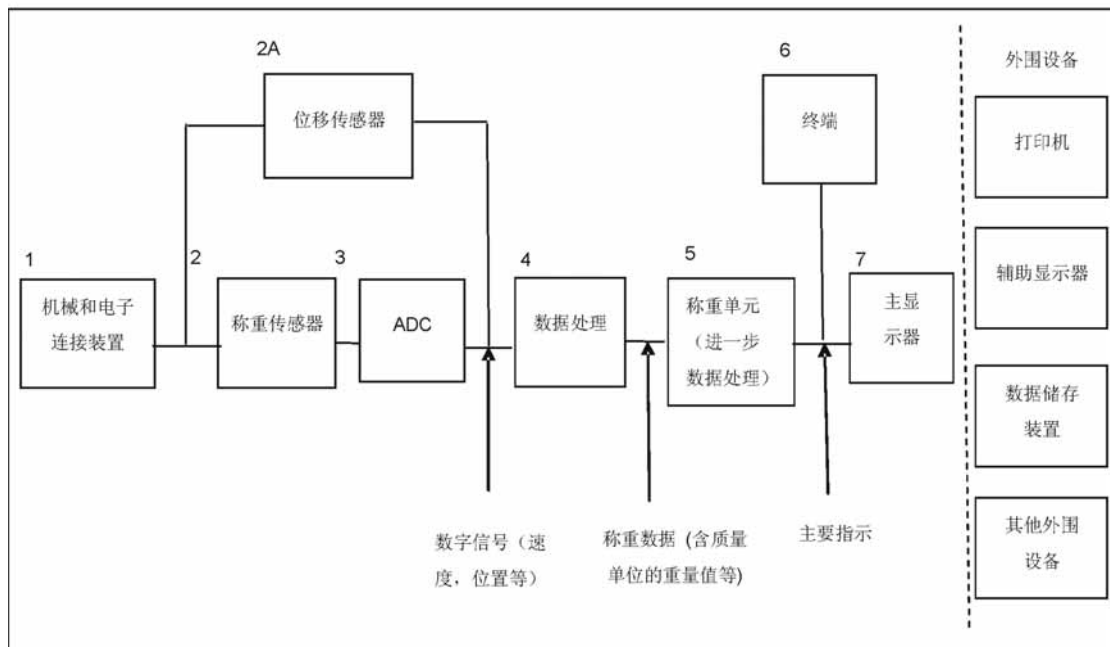 2A
位移传感器
6
终端
外围设备
打印机
辅助显示器
数据储存
装置
其他外围
设备
1
机械和电子
连接装置
2
称重传感器
3
ADC
4
数据处理
5
称重单元
（进一步
数据处理）
7
主显
示器
数字信号（速
度，位置等）
称重数据 (含质量
单位的重量值等)
主要指示